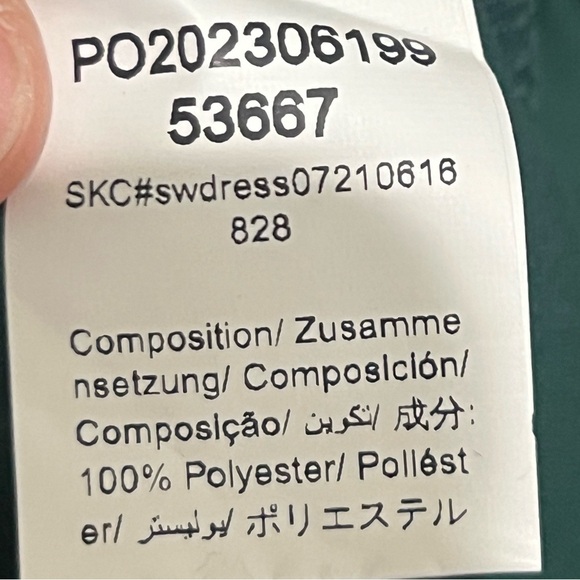 PO202306199
53667
SKC#swdress07210616
828
Composition/ Zusamme
nsetzung/ Composición/
Composição/ تكوين/ 成分:
100% Polyester/ Poliést
er/ بوليستر/ ポリエステル